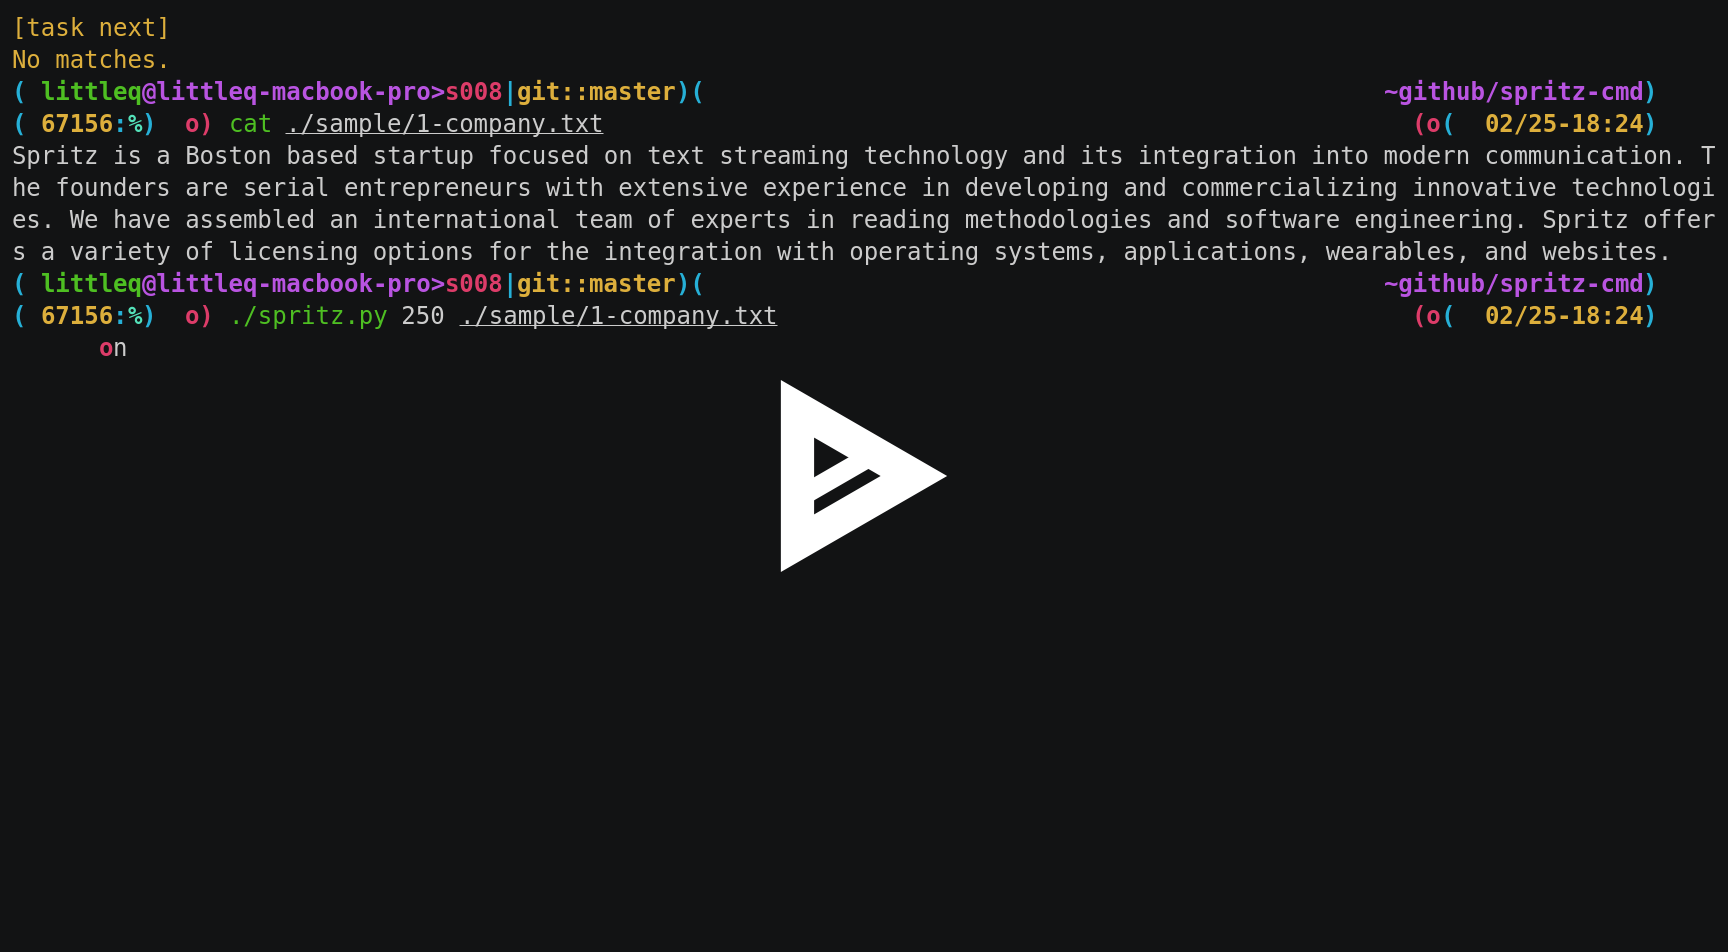 [task next]
No matches.
( littleq@littleq-macbook-pro>s008|git::master)( ~github/spritz-cmd)
( 67156:%) o) cat ./sample/1-company.txt (o( 02/25-18:24)
Spritz is a Boston based startup focused on text streaming technology and its integration into modern communication. T
he founders are serial entrepreneurs with extensive experience in developing and commercializing innovative technologi
es. We have assembled an international team of experts in reading methodologies and software engineering. Spritz offer
s a variety of licensing options for the integration with operating systems, applications, wearables, and websites.
( littleq@littleq-macbook-pro>s008|git::master)( ~github/spritz-cmd)
( 67156:%) o) ./spritz.py 250 ./sample/1-company.txt (o( 02/25-18:24)
on